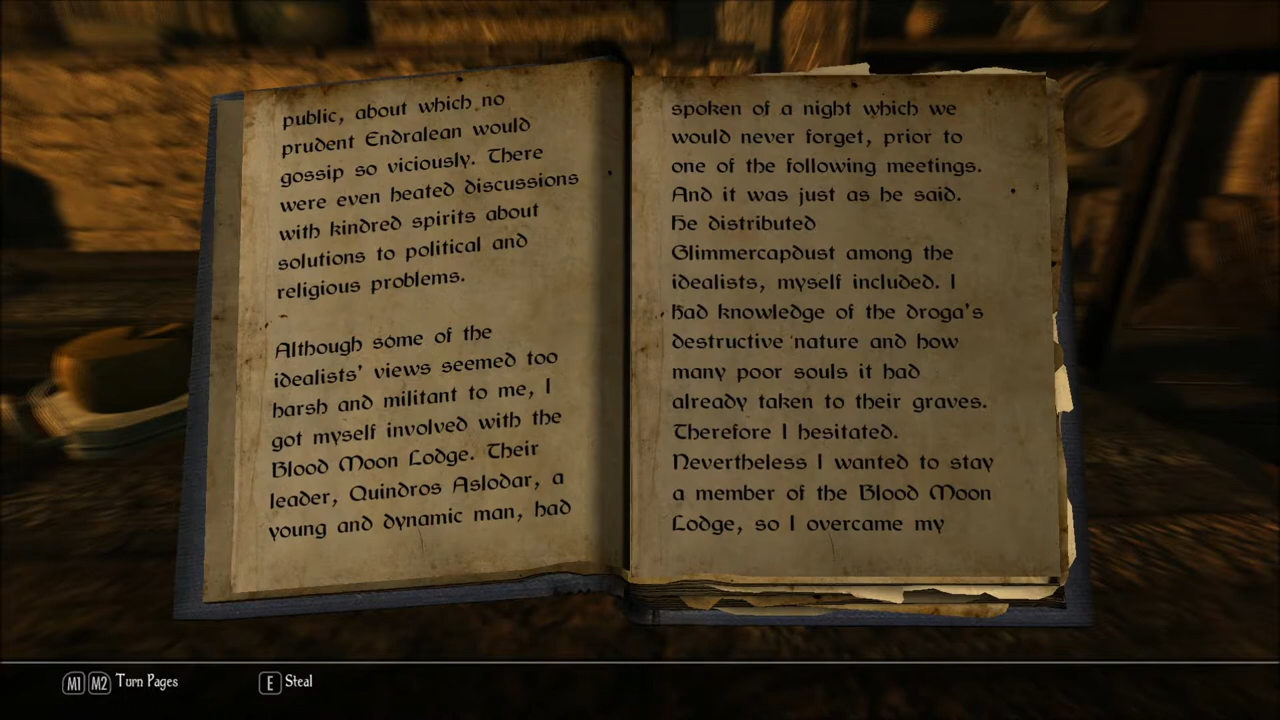 public, about which no
prudent Endralean would
gossip so viciously. There
were even heated discussions
with kindred spirits about
solutions to political and
religious problems.
Although some of the
idealists' views seemed too
harsh and militant to me, I
got myself involved with the
Blood Moon Lodge. Their
leader, Quindros Aslodar, a
young and dynamic man, had
spoken of a night which we
would never forget, prior to
one of the following meetings.
And it was just as he said.
He distributed
Glimmercapdust among the
idealists, myself included. I
had knowledge of the droga's
destructive nature and how
many poor souls it had
already taken to their graves.
Therefore I hesitated.
Nevertheless I wanted to stay
a member of the Blood Moon
Lodge, so I overcame my
M1 M2 Turn Pages
E Steal